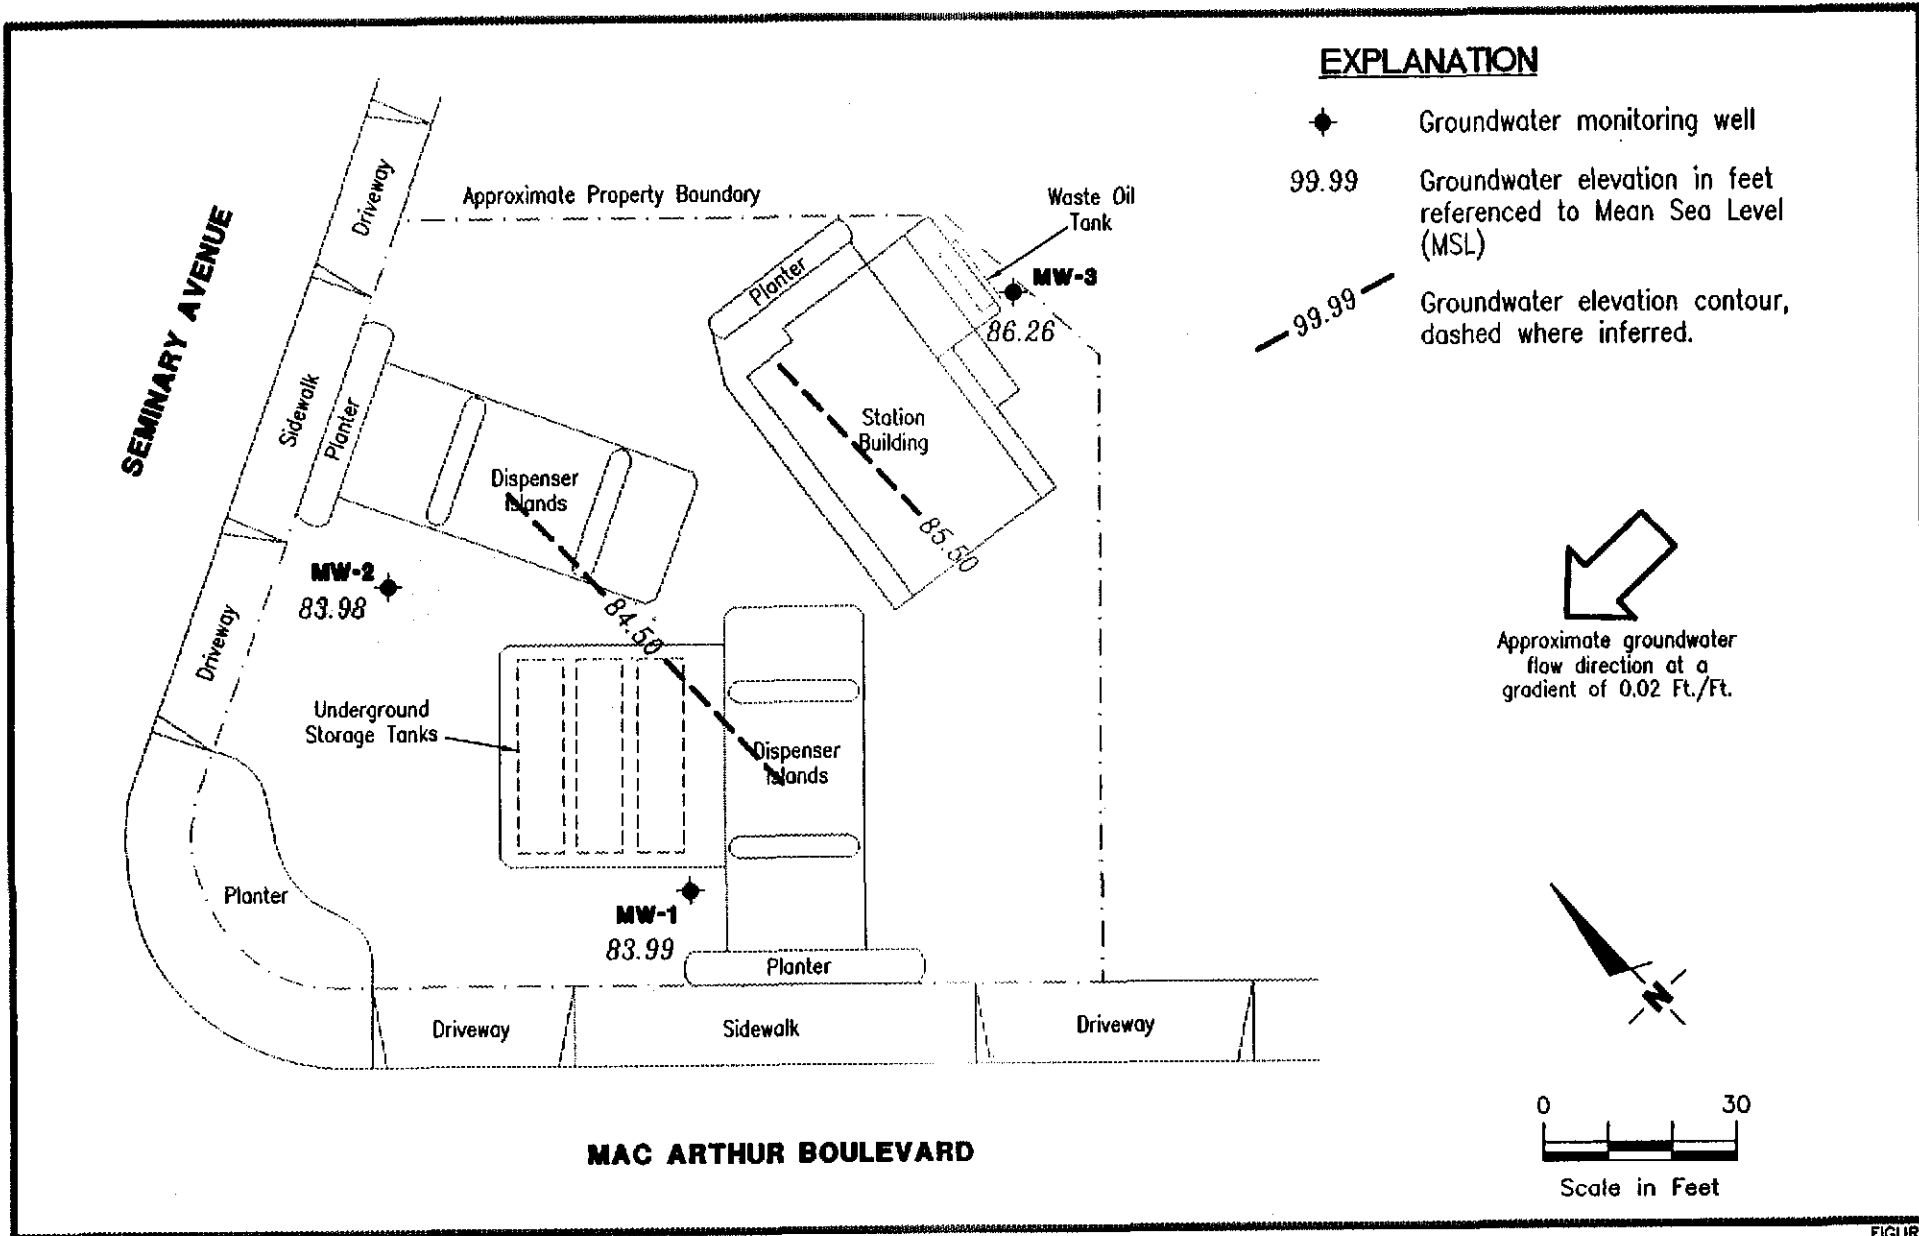 EXPLANATION
Groundwater monitoring well
99.99
Groundwater elevation in feet
referenced to Mean Sea Level
(MSL)
99.99
Groundwater elevation contour,
dashed where inferred.
SEMINARY AVENUE
Driveway
Approximate Property Boundary
Waste Oil
Tank
Planter
MW-3
86.26
Sidewalk
Planter
Station
Building
Dispenser
Islands
85.50
MW-2
83.98
84.50
Driveway
Underground
Storage Tanks
Dispenser
Islands
Planter
MW-1
83.99
Planter
Driveway
Sidewalk
Driveway
MAC ARTHUR BOULEVARD
Approximate groundwater
flow direction at a
gradient of 0.02 Ft./Ft.
N
0 30
Scale in Feet
FIGUR